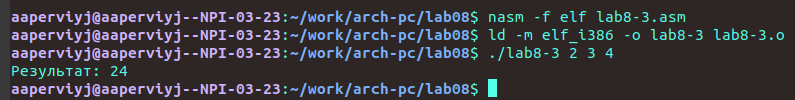 aaperviyj@aaperviyj--NPI-03-23:~/work/arch-pc/lab08$ nasm -f elf lab8-3.asm
aaperviyj@aaperviyj--NPI-03-23:~/work/arch-pc/lab08$ ld -m elf_i386 -o lab8-3 lab8-3.o
aaperviyj@aaperviyj--NPI-03-23:~/work/arch-pc/lab08$ ./lab8-3 2 3 4
Результат: 24
aaperviyj@aaperviyj--NPI-03-23:~/work/arch-pc/lab08$